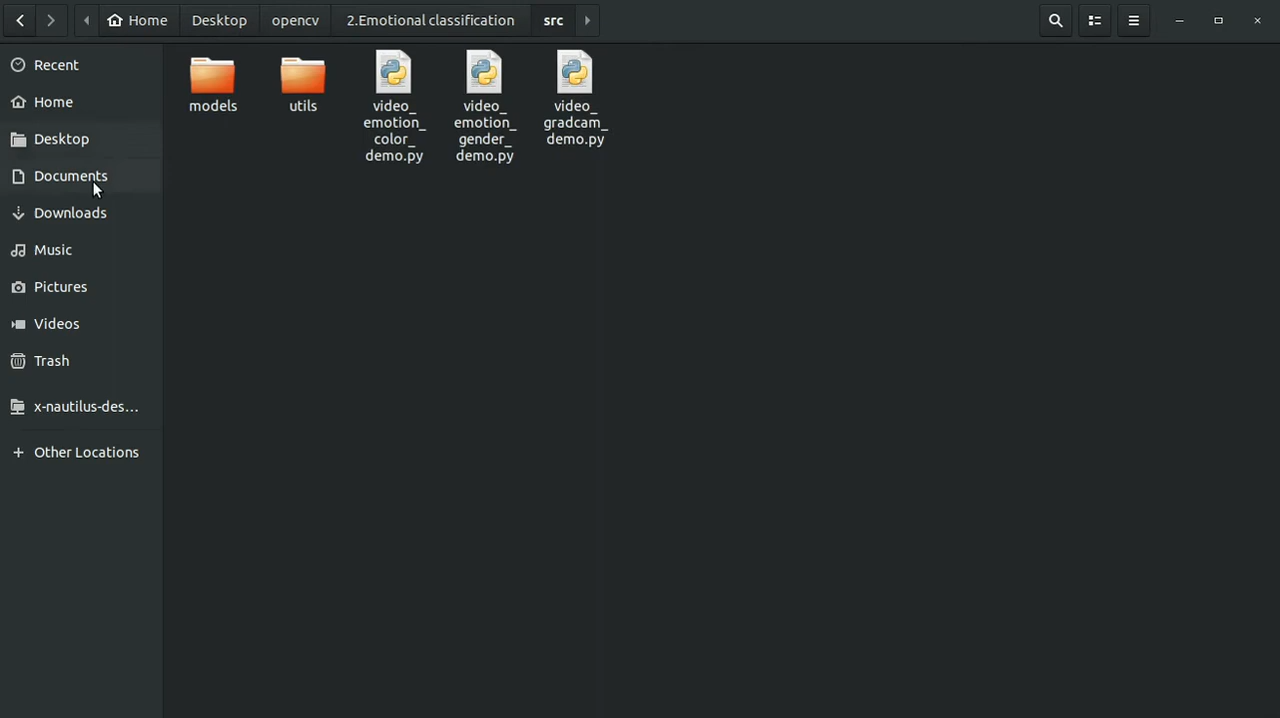 Home
Desktop
opencv
2.Emotional classification
src
Recent
Home
Desktop
Documents
Downloads
Music
Pictures
Videos
Trash
x-nautilus-des…
Other Locations
models
utils
video_
emotion_
color_
demo.py
video_
emotion_
gender_
demo.py
video_
gradcam_
demo.py